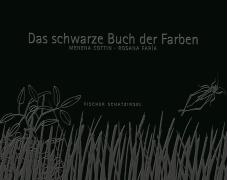 Das schwarze Buch der Farben
MENENA COTTIN · ROSANA FARÍA
FISCHER SCHATZINSEL